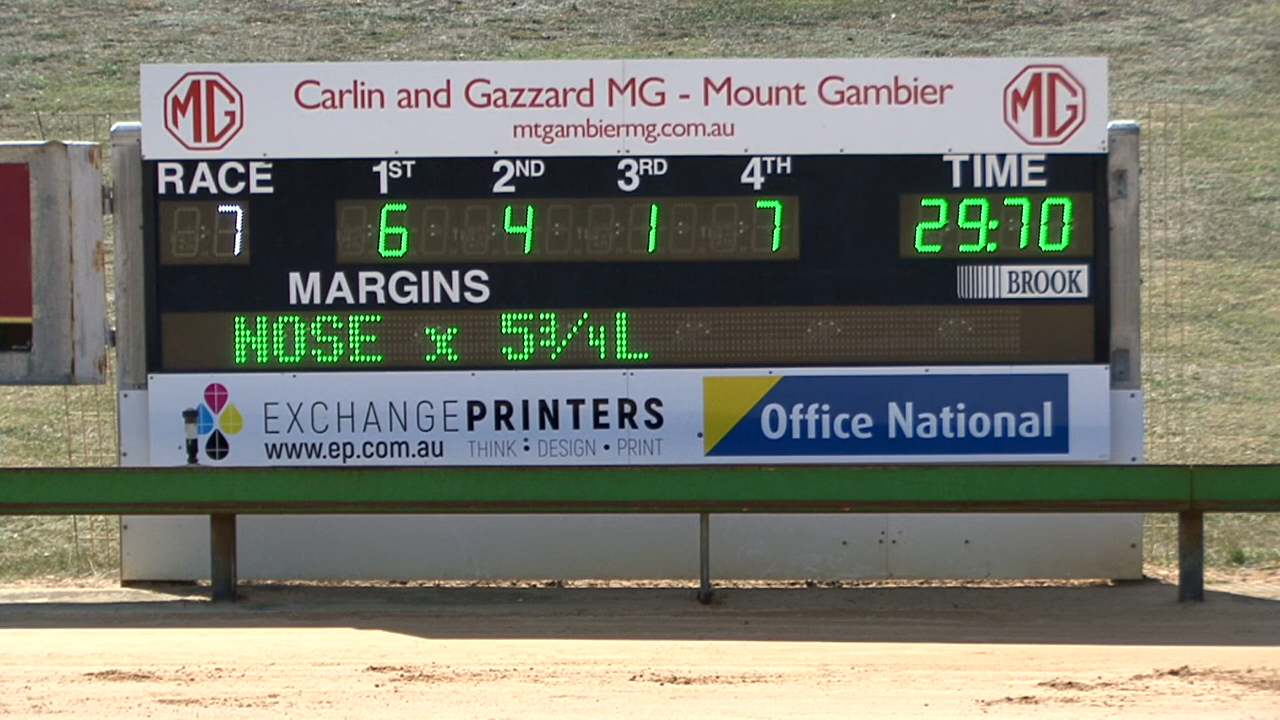 MG Carlin and Gazzard MG - Mount Gambier MG
mtgambiermg.com.au
RACE 1ST 2ND 3RD 4TH TIME
7 6 4 1 7 29:70
MARGINS BROOK
NOSE x 5¾L
EXCHANGEPRINTERS Office National
www.ep.com.au THINK : DESIGN • PRINT